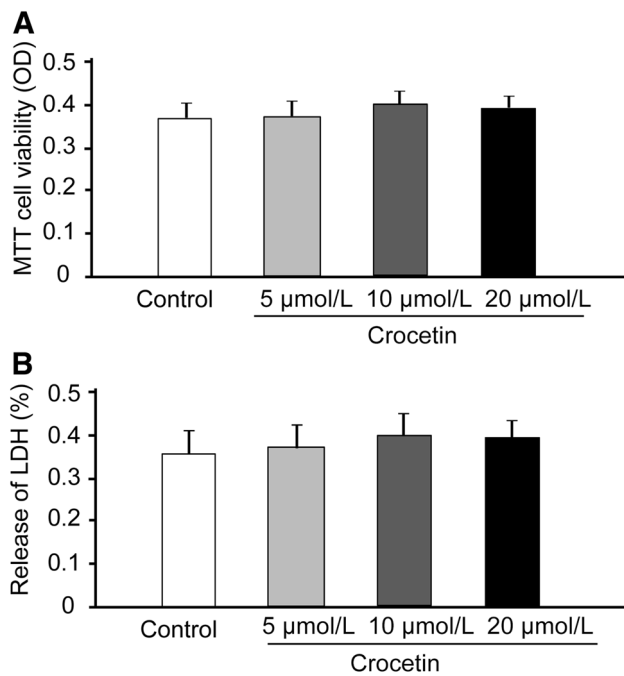 A
MTT cell viability (OD)
0.5
0.4
0.3
0.2
0.1
0
Control
5 µmol/L
10 µmol/L
20 µmol/L
Crocetin
B
Release of LDH (%)
0.5
0.4
0.3
0.2
0.1
0
Control
5 µmol/L
10 µmol/L
20 µmol/L
Crocetin